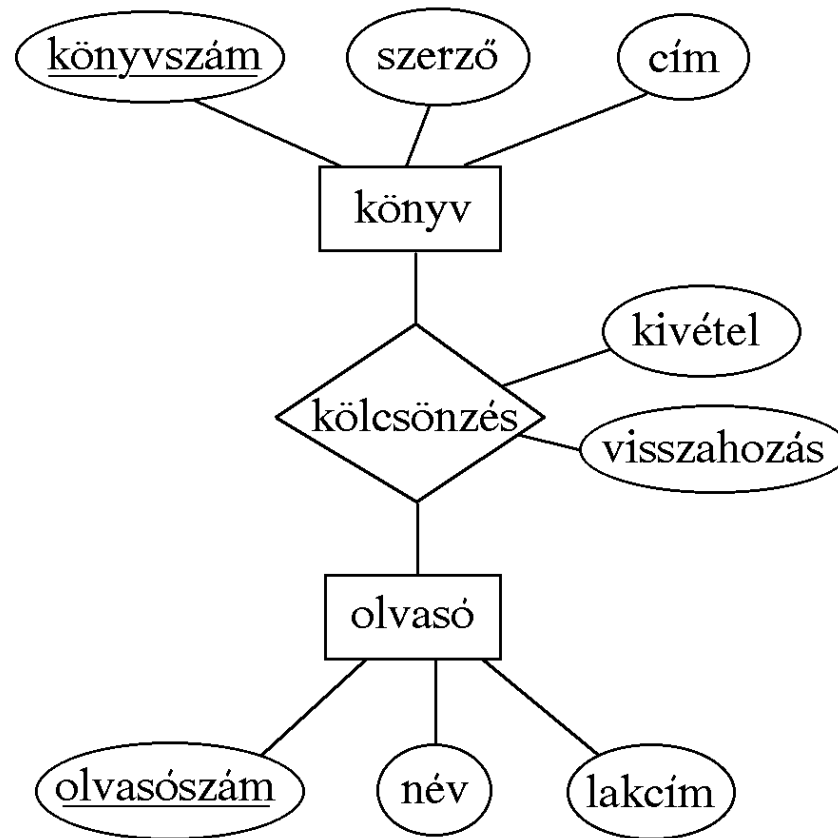 könyvszám
szerző
cím
könyv
kivétel
kölcsönzés
visszahozás
olvasó
olvasószám
név
lakcím